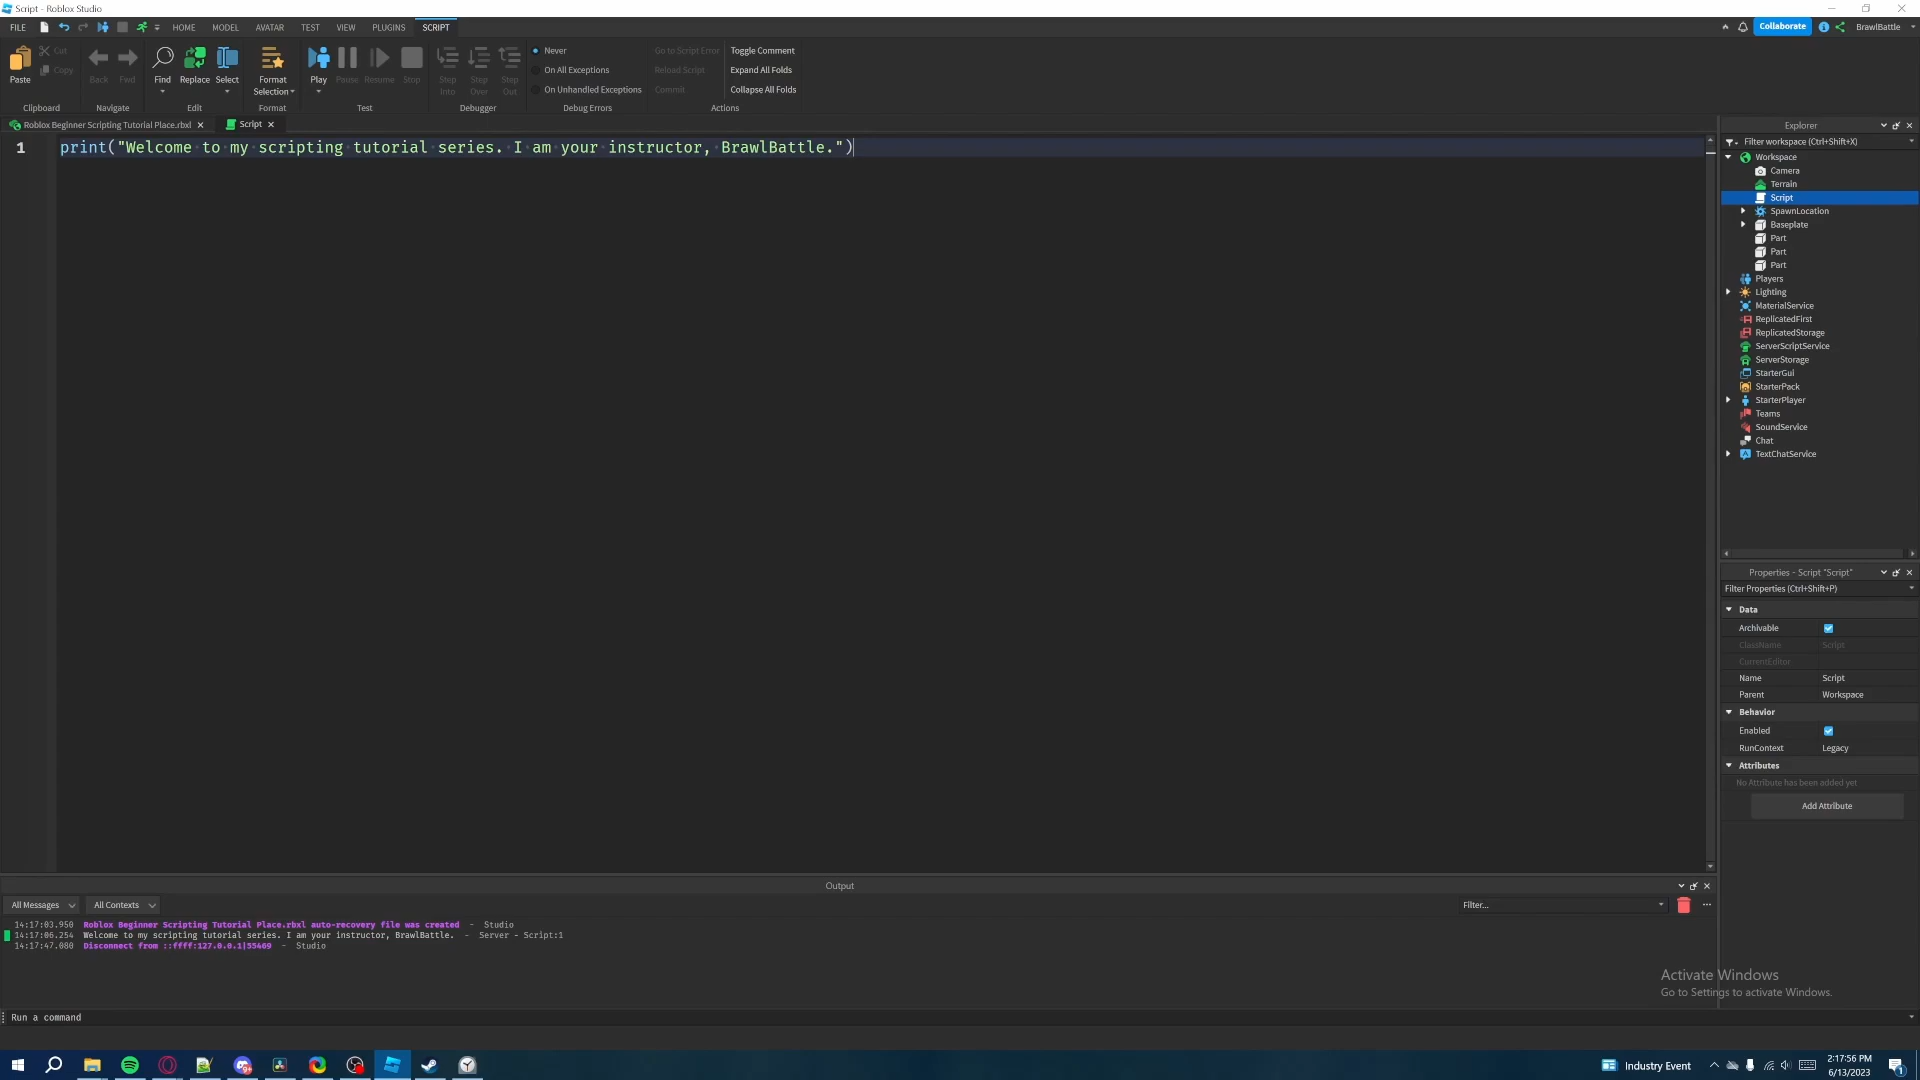 Script - Roblox Studio
FILE HOME MODEL AVATAR TEST VIEW PLUGINS SCRIPT
Collaborate BrawlBattle
Paste Cut Copy
Back Fwd
Find Replace Select
Format Selection
Play Pause Resume Stop
Step Into Step Over Step Out
Never
On All Exceptions
On Unhandled Exceptions
Go to Script Error
Reload Script
Commit
Toggle Comment
Expand All Folds
Collapse All Folds
Clipboard Navigate Edit Format Test Debugger Debug Errors Actions
Roblox Beginner Scripting Tutorial Place.rbxl Script
1 print("Welcome to my scripting tutorial series. I am your instructor, BrawlBattle.")
Explorer
Filter workspace (Ctrl+Shift+X)
Workspace
Camera
Terrain
Script
SpawnLocation
Baseplate
Part
Part
Part
Players
Lighting
MaterialService
ReplicatedFirst
ReplicatedStorage
ServerScriptService
ServerStorage
StarterGui
StarterPack
StarterPlayer
Teams
SoundService
Chat
TextChatService
Properties - Script "Script"
Filter Properties (Ctrl+Shift+P)
Data
Archivable
ClassName Script
CurrentEditor
Name Script
Parent Workspace
Behavior
Enabled
RunContext Legacy
Attributes
No Attribute has been added yet
Add Attribute
Output
All Messages All Contexts Filter...
14:17:03.950 Roblox Beginner Scripting Tutorial Place.rbxl auto-recovery file was created - Studio
14:17:06.254 Welcome to my scripting tutorial series. I am your instructor, BrawlBattle. - Server - Script:1
14:17:47.080 Disconnect from ::ffff:127.0.0.1|55469 - Studio
Activate Windows
Go to Settings to activate Windows.
Run a command
Industry Event
2:17:56 PM
6/13/2023